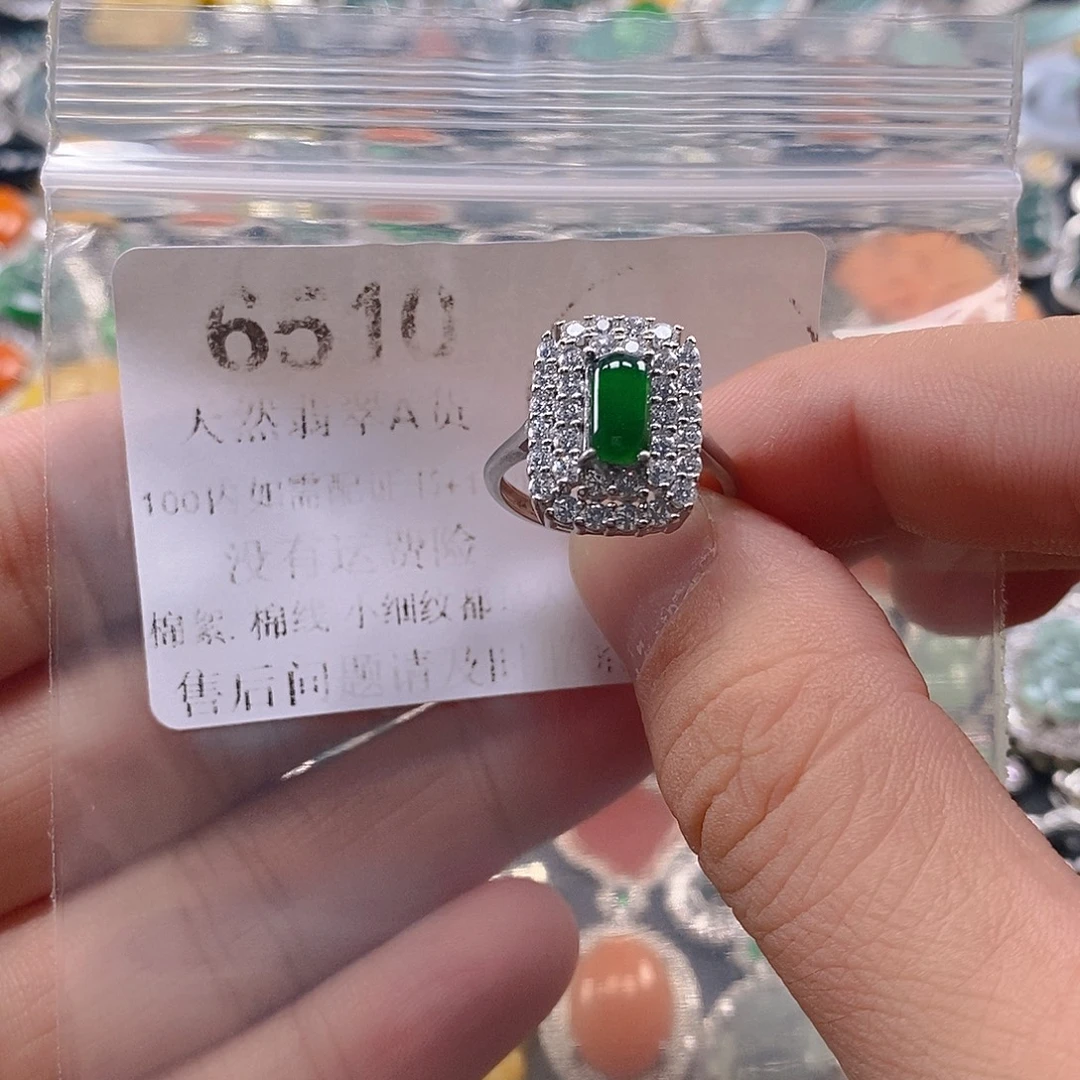 6510
天然翡翠A货
100内如需配证书+1
没有运费险
棉絮.棉线 小细纹都
售后问题请及时